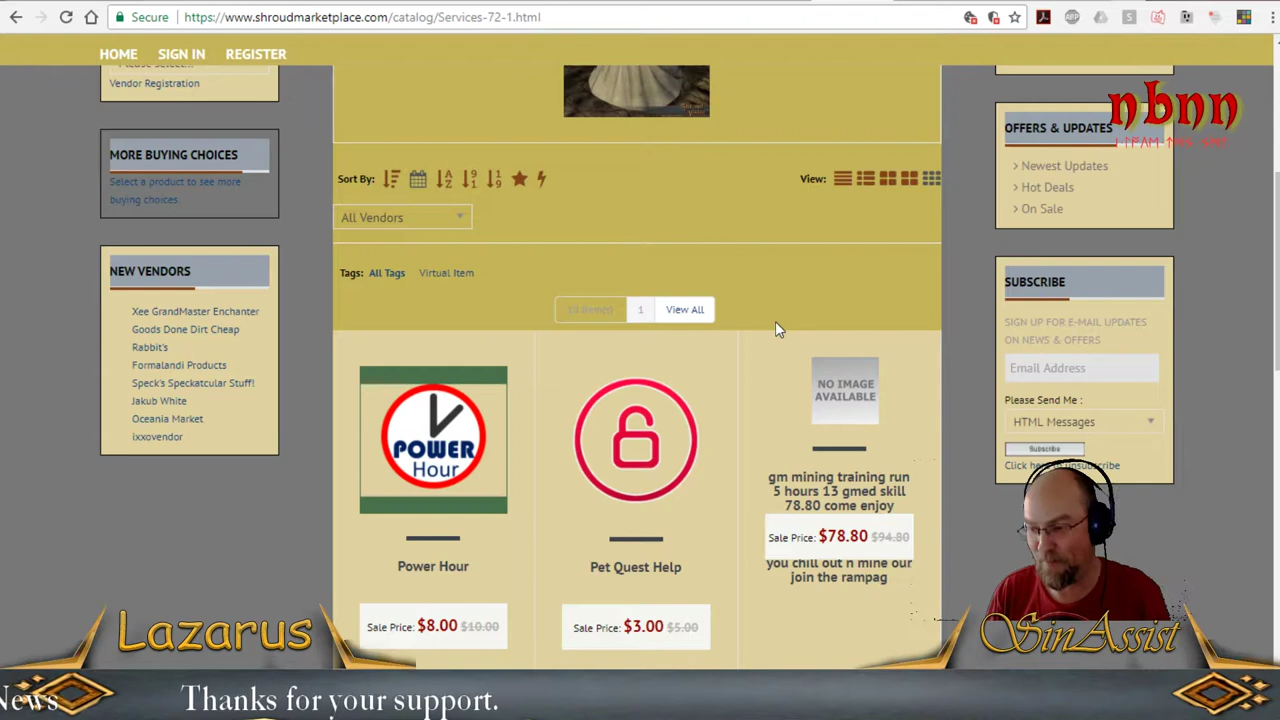 Secure
https://www.shroudmarketplace.com/catalog/Services-72-1.html
HOME SIGN IN REGISTER
Vendor Registration
MORE BUYING CHOICES
Select a product to see more
buying choices
NEW VENDORS
Xee GrandMaster Enchanter
Goods Done Dirt Cheap
Rabbit's
Formalandi Products
Speck's Speckatcular Stuff!
Jakub White
Oceania Market
ixxovendor
Sort By:
View:
All Vendors
Tags: All Tags Virtual Item
1 View All
POWER
Hour
Power Hour
Sale Price: $8.00 $10.00
Pet Quest Help
Sale Price: $3.00 $5.00
NO IMAGE
AVAILABLE
gm mining training run
5 hours 13 gmed skill
78.80 come enjoy
Sale Price: $78.80 $94.80
you chill out n mine our
join the rampag
nbnn
OFFERS & UPDATES
> Newest Updates
> Hot Deals
> On Sale
SUBSCRIBE
SIGN UP FOR E-MAIL UPDATES
ON NEWS & OFFERS
Email Address
Please Send Me :
HTML Messages
Subscribe
Click here to unsubscribe
Lazarus
SinAssist
News
Thanks for your support.